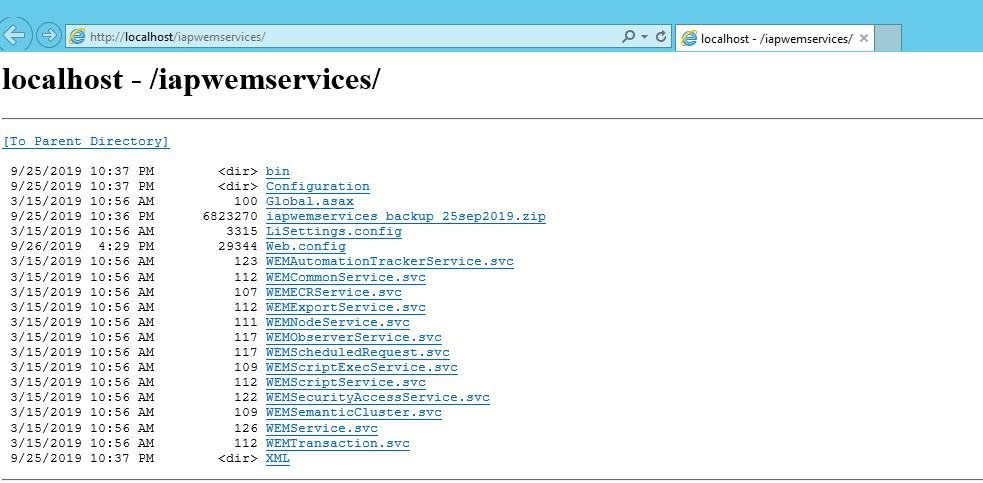 http://localhost/iapwemservices/
localhost - /iapwemservices/
localhost - /iapwemservices/
[To Parent Directory]
9/25/2019 10:37 PM <dir> bin
9/25/2019 10:37 PM <dir> Configuration
3/15/2019 10:56 AM 100 Global.asax
9/25/2019 10:36 PM 6823270 iapwemservices_backup_25sep2019.zip
3/15/2019 10:56 AM 3315 LiSettings.config
9/26/2019 4:29 PM 29344 Web.config
3/15/2019 10:56 AM 123 WEMAutomationTrackerService.svc
3/15/2019 10:56 AM 112 WEMCommonService.svc
3/15/2019 10:56 AM 107 WEMECRService.svc
3/15/2019 10:56 AM 112 WEMExportService.svc
3/15/2019 10:56 AM 111 WEMNodeService.svc
3/15/2019 10:56 AM 117 WEMObserverService.svc
3/15/2019 10:56 AM 117 WEMScheduledRequest.svc
3/15/2019 10:56 AM 109 WEMScriptExecService.svc
3/15/2019 10:56 AM 112 WEMScriptService.svc
3/15/2019 10:56 AM 122 WEMSecurityAccessService.svc
3/15/2019 10:56 AM 109 WEMSemanticCluster.svc
3/15/2019 10:56 AM 126 WEMService.svc
3/15/2019 10:56 AM 112 WEMTransaction.svc
9/25/2019 10:37 PM <dir> XML